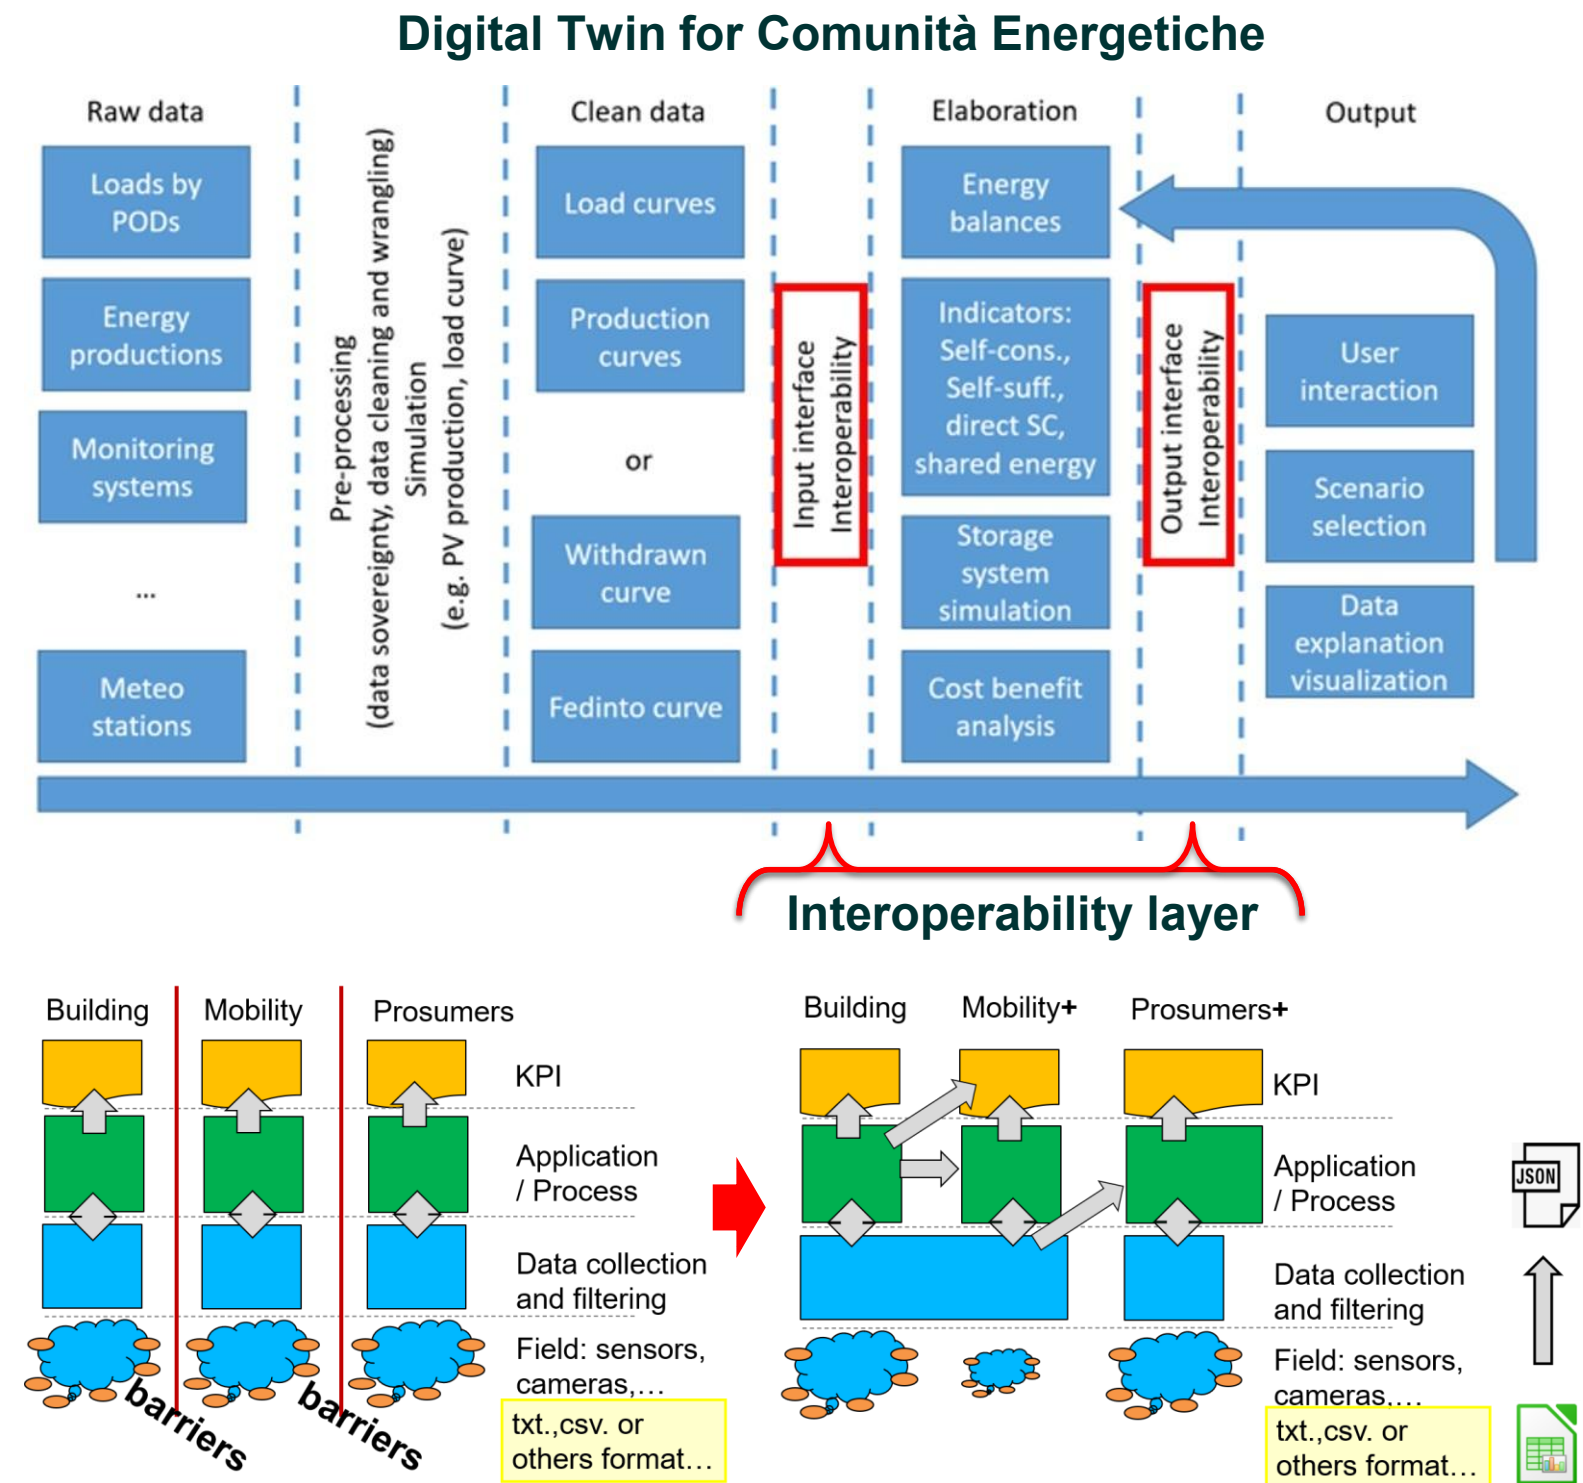 Digital Twin for Comunità Energetiche
Raw data
Loads by
PODs
Energy
productions
Monitoring
systems
...
Meteo
stations
Pre-processing
(data sovereignty, data cleaning and wrangling)
Simulation
(e.g. PV production, load curve)
Clean data
Load curves
Production
curves
or
Withdrawn
curve
Fedinto curve
Input interface
Interoperability
Elaboration
Energy
balances
Indicators:
Self-cons.,
Self-suff.,
direct SC,
shared energy
Storage
system
simulation
Cost benefit
analysis
Output interface
Interoperability
Output
User
interaction
Scenario
selection
Data
explanation
visualization
Interoperability layer
Building
Mobility
Prosumers
KPI
Application
/ Process
Data collection
and filtering
Field: sensors,
cameras,...
txt.,csv. or
others format...
barriers
barriers
Building
Mobility+
Prosumers+
KPI
Application
/ Process
Data collection
and filtering
Field: sensors,
cameras,...
txt.,csv. or
others format...
JSON